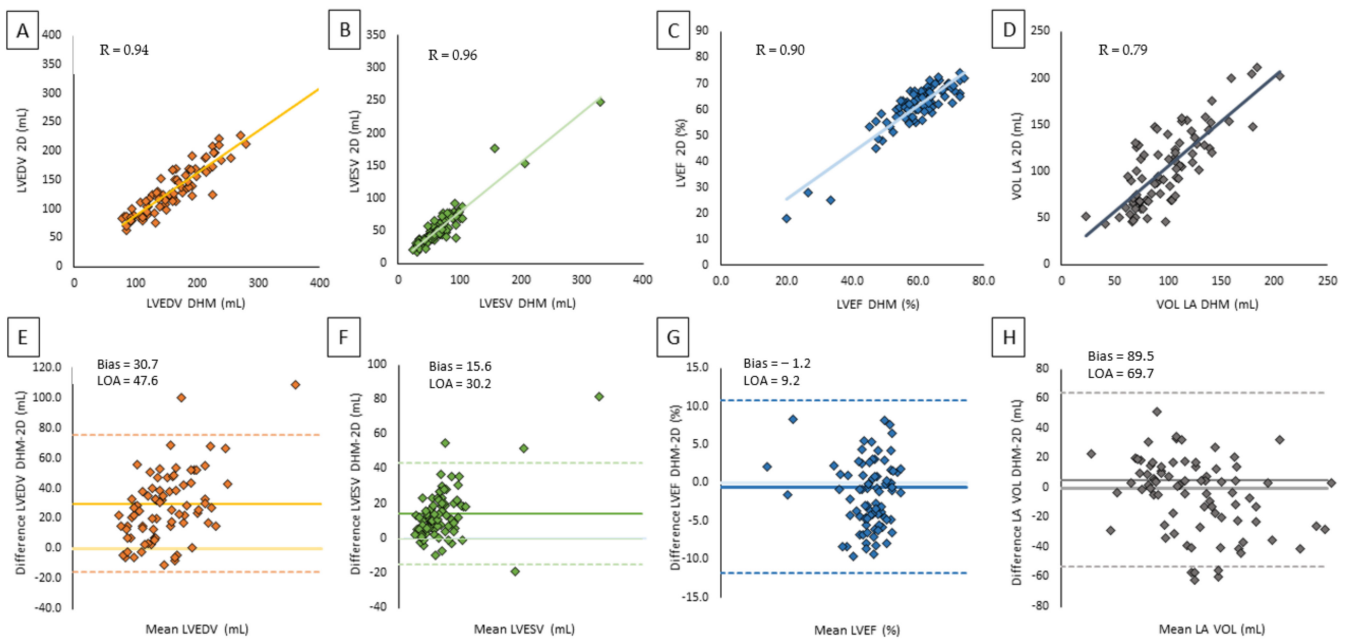 A
R = 0.94
LVEDV 2D (mL)
400
350
300
250
200
150
100
50
0
0
100
200
300
400
LVEDV DHM (mL)
B
R = 0.96
LVESV 2D (mL)
350
300
250
200
150
100
50
0
0
100
200
300
400
LVESV DHM (mL)
C
R = 0.90
LVEF 2D (%)
90
80
70
60
50
40
30
20
10
0
0.0
20.0
40.0
60.0
80.0
LVEF DHM (%)
D
R = 0.79
VOL LA 2D (mL)
250
200
150
100
50
0
0
50
100
150
200
250
VOL LA DHM (mL)
E
Bias = 30.7
LOA = 47.6
Difference LVEDV DHM-2D (mL)
120.0
100.0
80.0
60.0
40.0
20.0
0.0
-20.0
-40.0
Mean LVEDV (mL)
F
Bias = 15.6
LOA = 30.2
Difference LVESV DHM-2D (mL)
100
80
60
40
20
0
-20
-40
Mean LVESV (mL)
G
Bias = – 1.2
LOA = 9.2
Difference LVEF DHM-2D (%)
15.0
10.0
5.0
0.0
-5.0
-10.0
-15.0
Mean LVEF (%)
H
Bias = 89.5
LOA = 69.7
Difference LA VOL DHM-2D (mL)
80
60
40
20
0
-20
-40
-60
-80
Mean LA VOL (mL)